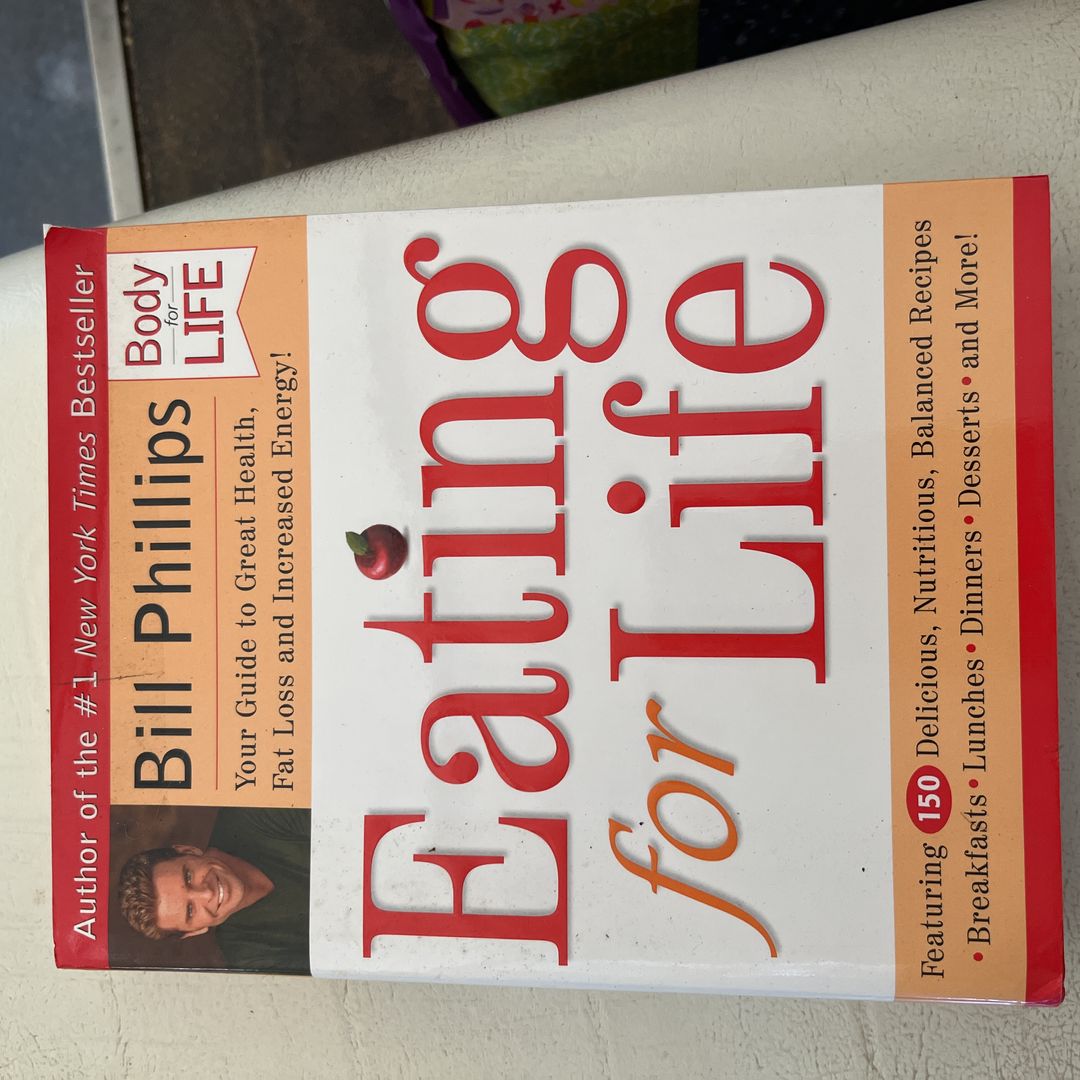 Author of the #1 New York Times Bestseller
Body
for
LIFE
Bill Phillips
Your Guide to Great Health,
Fat Loss and Increased Energy!
Eating
for Life
Featuring 150 Delicious, Nutritious, Balanced Recipes
• Breakfasts • Lunches • Dinners • Desserts • and More!